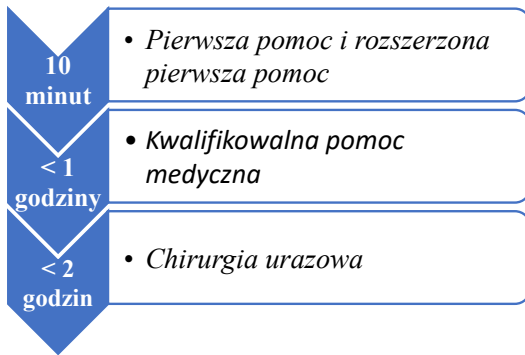 10
minut
• Pierwsza pomoc i rozszerzona
pierwsza pomoc
< 1
godziny
• Kwalifikowalna pomoc
medyczna
< 2
godzin
• Chirurgia urazowa